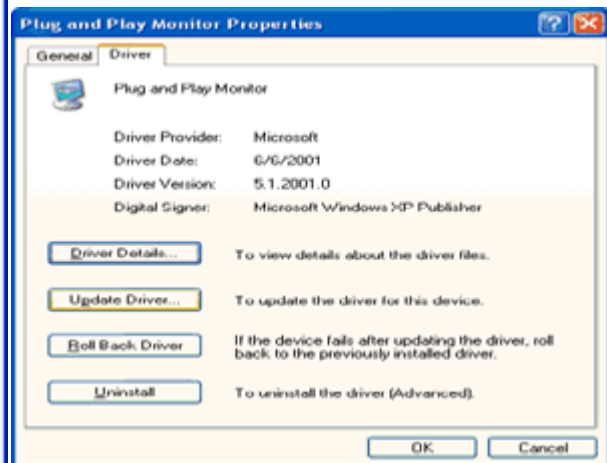 Plug and Play Monitor Properties
General
Driver
Plug and Play Monitor
Driver Provider: Microsoft
Driver Date: 6/6/2001
Driver Version: 5.1.2001.0
Digital Signer: Microsoft Windows XP Publisher
Driver Details...
To view details about the driver files.
Update Driver...
To update the driver for this device.
Roll Back Driver
If the device fails after updating the driver, roll
back to the previously installed driver.
Uninstall
To uninstall the driver (Advanced).
OK
Cancel